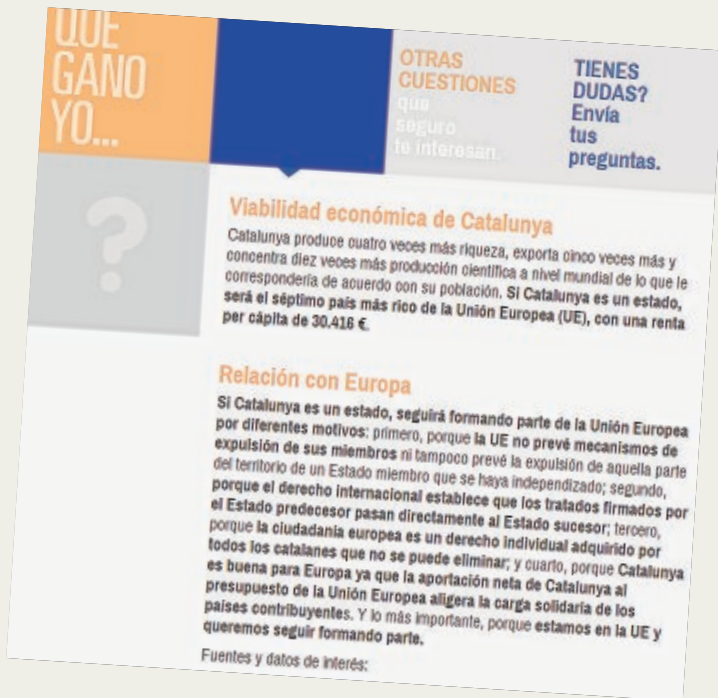 QUE
GANO
YO...
OTRAS
CUESTIONES
que
seguro
te interesan.
TIENES
DUDAS?
Envía
tus
preguntas.
?
Viabilidad económica de Catalunya
Catalunya produce cuatro veces más riqueza, exporta cinco veces más y
concentra diez veces más producción científica a nivel mundial de lo que le
correspondería de acuerdo con su población. Si Catalunya es un estado,
será el séptimo país más rico de la Unión Europea (UE), con una renta
per cápita de 30.416 €.
Relación con Europa
Si Catalunya es un estado, seguirá formando parte de la Unión Europea
por diferentes motivos: primero, porque la UE no prevé mecanismos de
expulsión de sus miembros ni tampoco prevé la expulsión de aquella parte
del territorio de un Estado miembro que se haya independizado; segundo,
porque el derecho internacional establece que los tratados firmados por
el Estado predecesor pasan directamente al Estado sucesor; tercero,
porque la ciudadanía europea es un derecho individual adquirido por
todos los catalanes que no se puede eliminar; y cuarto, porque Catalunya
es buena para Europa ya que la aportación neta de Catalunya al
presupuesto de la Unión Europea aligera la carga solidaria de los
países contribuyentes. Y lo más importante, porque estamos en la UE y
queremos seguir formando parte.
Fuentes y datos de interés: